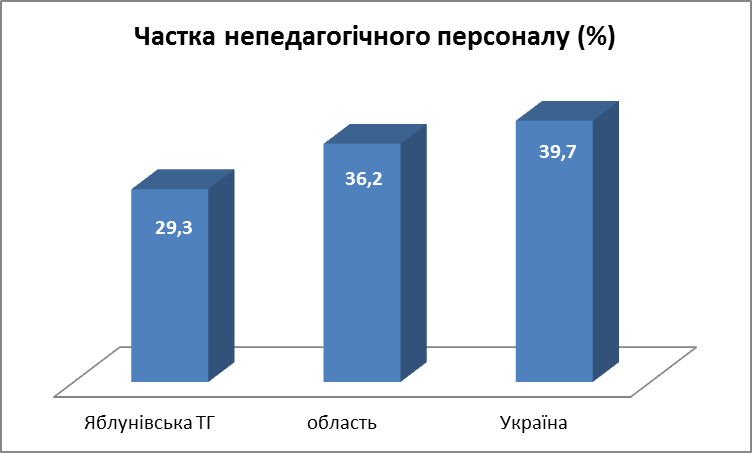 Частка непедагогічного персоналу (%)
29,3
36,2
39,7
Яблунівська ТГ
область
Україна